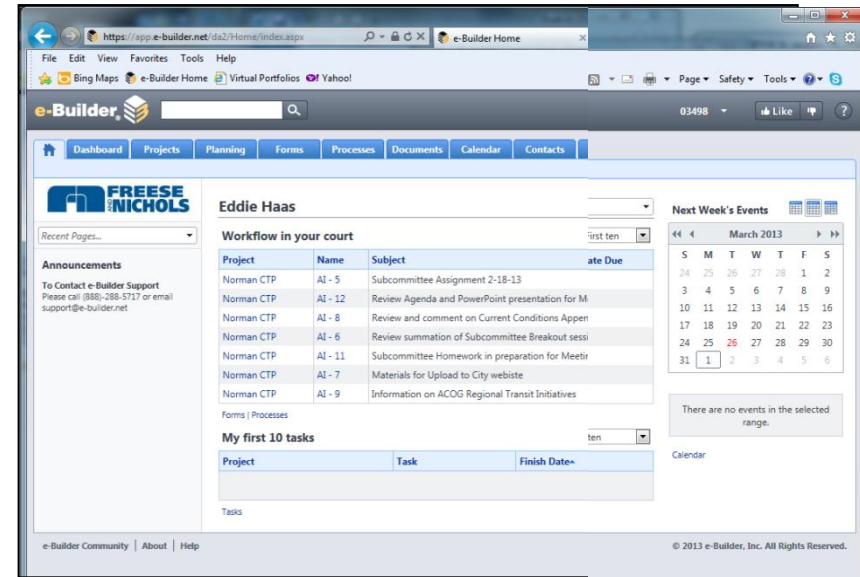 https://app.e-builder.net/da2/Home/index.aspx
e-Builder Home
File Edit View Favorites Tools Help
Bing Maps e-Builder Home Virtual Portfolios Yahoo!
Page Safety Tools
e-Builder
03498 Like
Dashboard Projects Planning Forms Processes Documents Calendar Contacts
FREESE AND NICHOLS
Recent Pages...
Announcements
To Contact e-Builder Support
Please call (888)-288-5717 or email
support@e-builder.net
Eddie Haas
Workflow in your court
First ten
Project Name Subject ate Due
Norman CTP AI - 5 Subcommittee Assignment 2-18-13
Norman CTP AI - 12 Review Agenda and PowerPoint presentation for M
Norman CTP AI - 8 Review and comment on Current Conditions Appen
Norman CTP AI - 6 Review summation of Subcommittee Breakout sessi
Norman CTP AI - 11 Subcommittee Homework in preparation for Meetin
Norman CTP AI - 7 Materials for Upload to City webiste
Norman CTP AI - 9 Information on ACOG Regional Transit Initiatives
Forms | Processes
My first 10 tasks
ten
Project Task Finish Date
Tasks
Next Week's Events
March 2013
S M T W T F S
24 25 26 27 28 1 2
3 4 5 6 7 8 9
10 11 12 13 14 15 16
17 18 19 20 21 22 23
24 25 26 27 28 29 30
31 1 2 3 4 5 6
There are no events in the selected
range.
Calendar
e-Builder Community | About | Help
© 2013 e-Builder, Inc. All Rights Reserved.